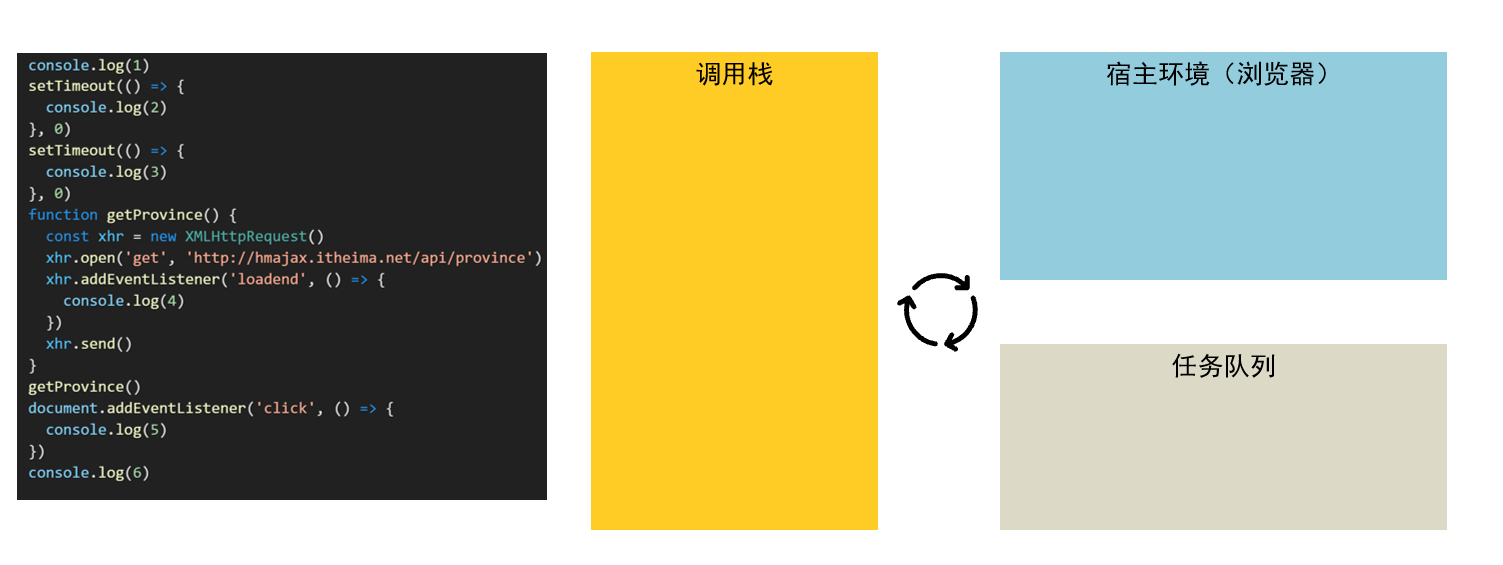 console.log(1)
setTimeout(() => {
  console.log(2)
}, 0)
setTimeout(() => {
  console.log(3)
}, 0)
function getProvince() {
  const xhr = new XMLHttpRequest()
  xhr.open('get', 'http://hmajax.itheima.net/api/province')
  xhr.addEventListener('loadend', () => {
    console.log(4)
  })
  xhr.send()
}
getProvince()
document.addEventListener('click', () => {
  console.log(5)
})
console.log(6)
调用栈
宿主环境（浏览器）
任务队列